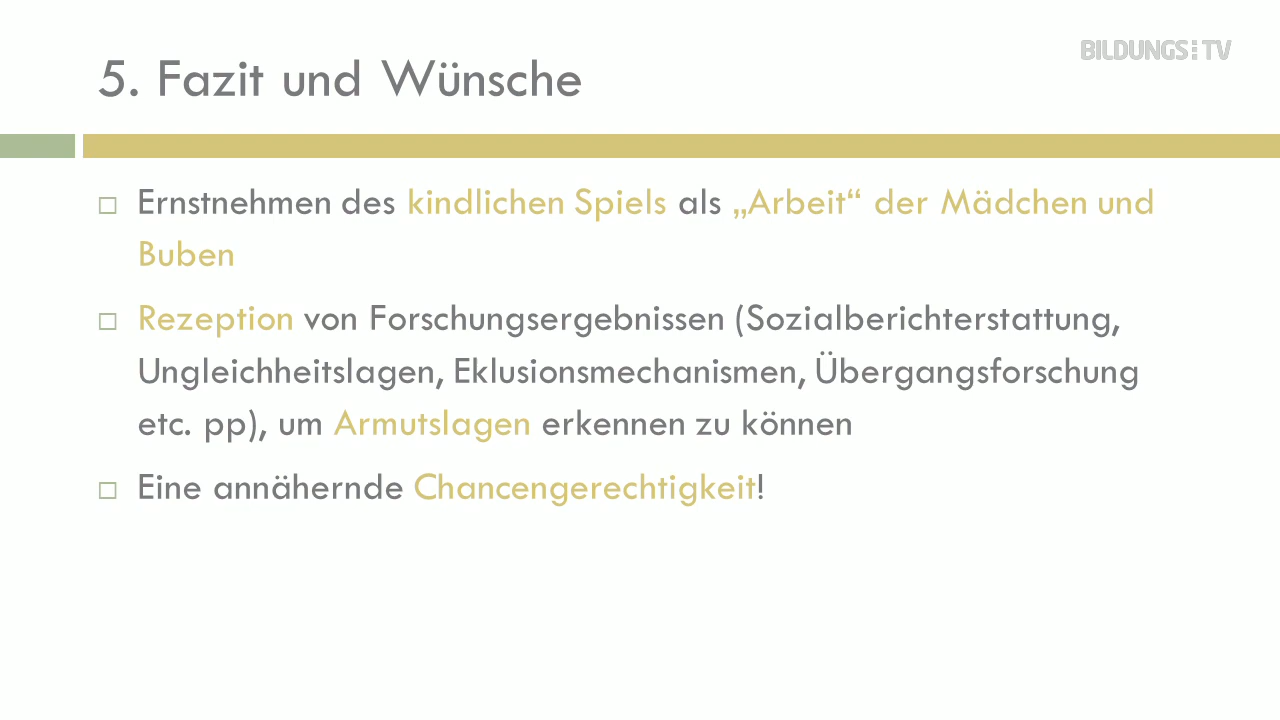 BILDUNGS TV
5. Fazit und Wünsche
Ernstnehmen des kindlichen Spiels als „Arbeit“ der Mädchen und
Buben
Rezeption von Forschungsergebnissen (Sozialberichterstattung,
Ungleichheitslagen, Eklusionsmechanismen, Übergangsforschung
etc. pp), um Armutslagen erkennen zu können
Eine annähernde Chancengerechtigkeit!